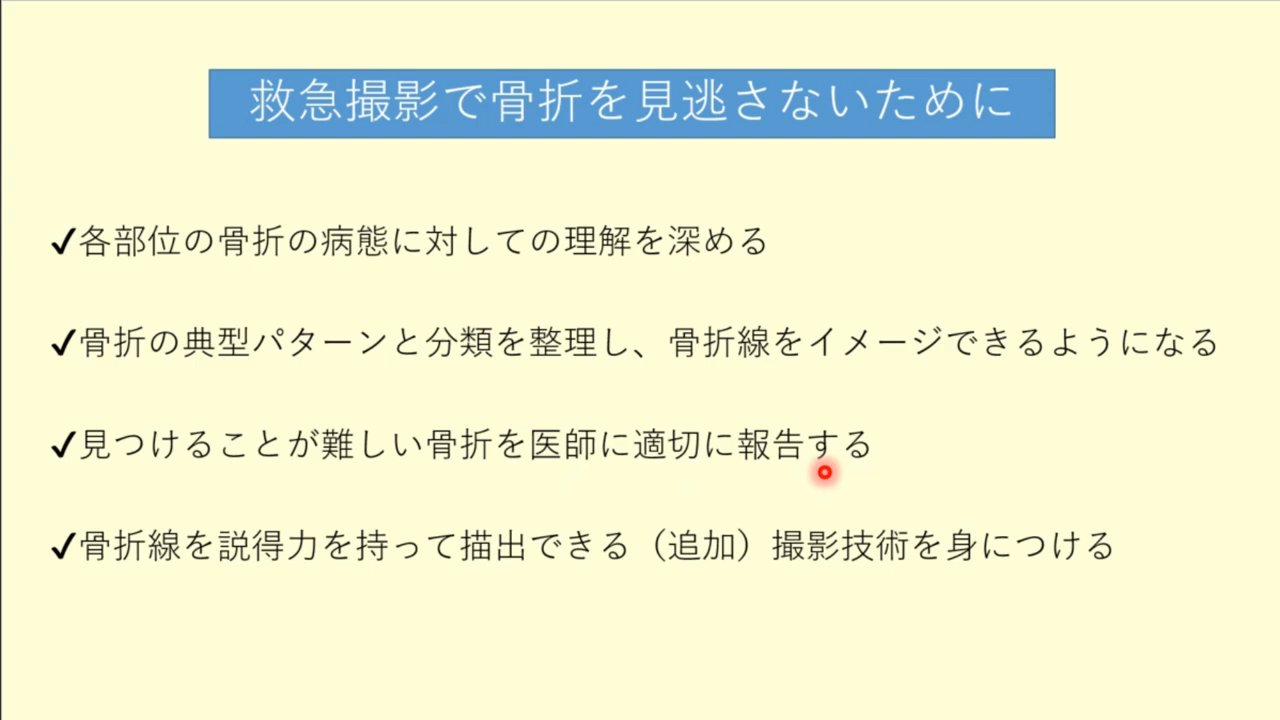 救急撮影で骨折を見逃さないために
✓各部位の骨折の病態に対しての理解を深める
✓骨折の典型パターンと分類を整理し、骨折線をイメージできるようになる
✓見つけることが難しい骨折を医師に適切に報告する
✓骨折線を説得力を持って描出できる（追加）撮影技術を身につける